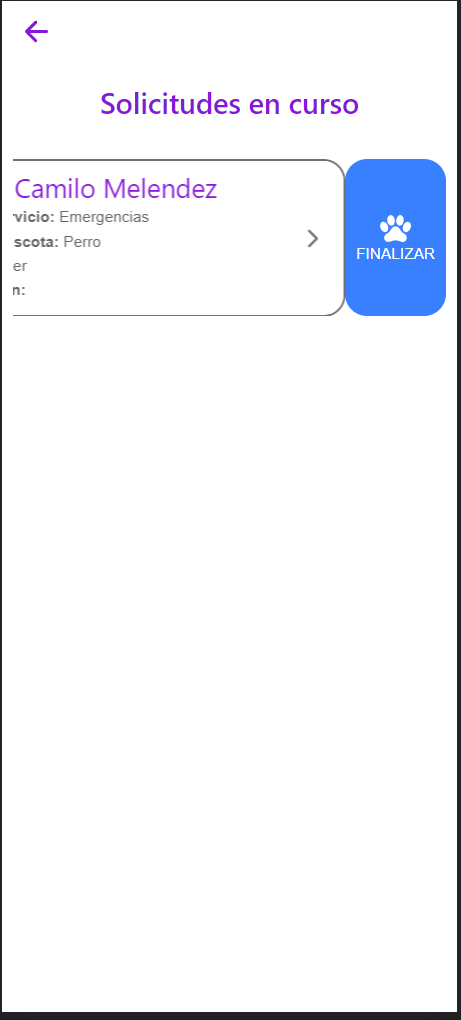 Solicitudes en curso
Camilo Melendez
vicio: Emergencias
scota: Perro
er
n:
FINALIZAR